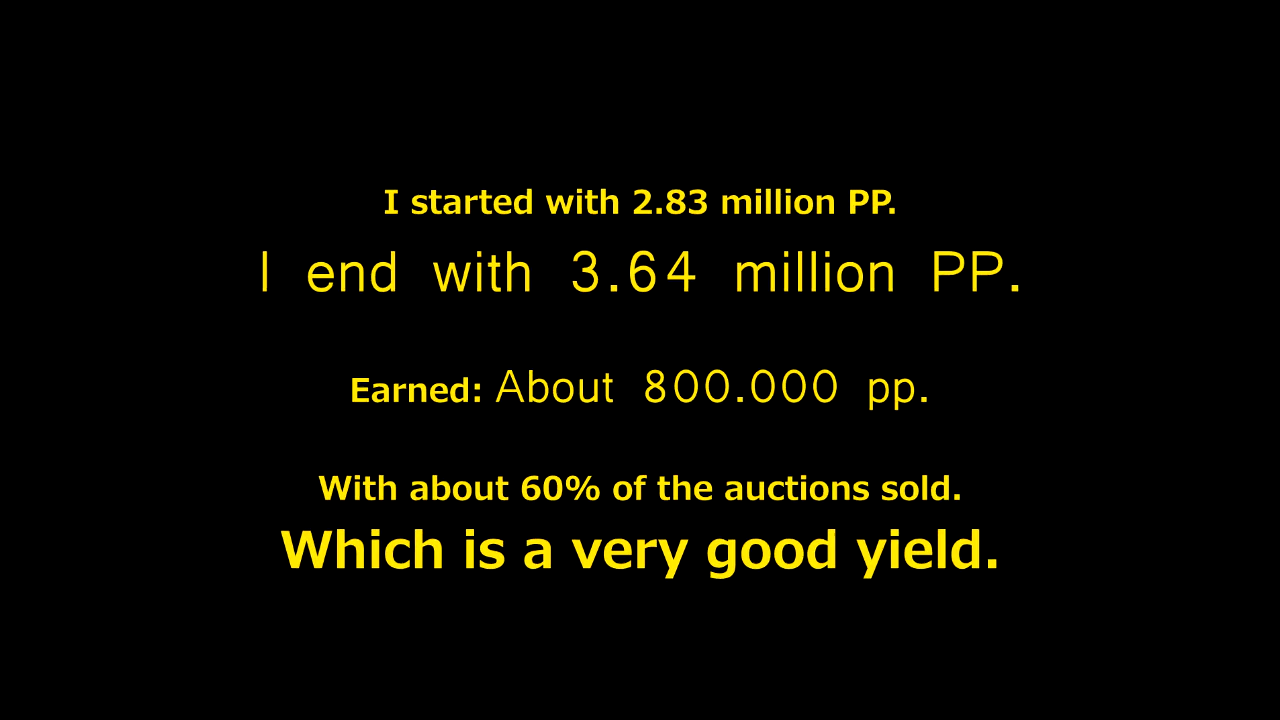 I started with 2.83 million PP.
I end with 3.64 million PP.
Earned: About 800.000 pp.
With about 60% of the auctions sold.
Which is a very good yield.